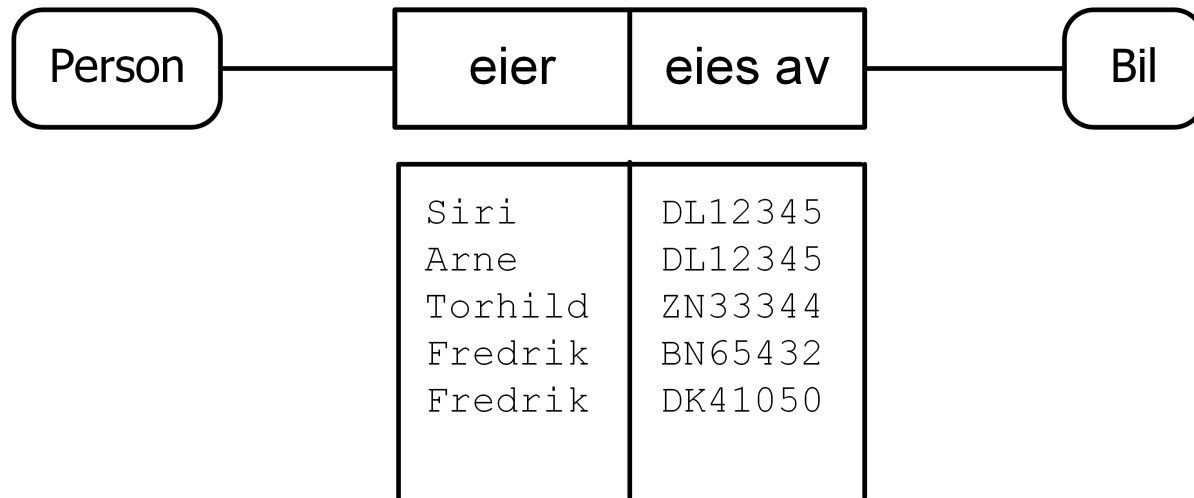 Person eier eies av Bil
Siri DL12345
Arne DL12345
Torhild ZN33344
Fredrik BN65432
Fredrik DK41050